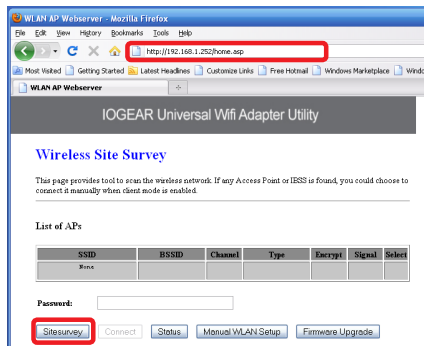 WLAN AP Webserver - Mozilla Firefox
File Edit View History Bookmarks Tools Help
http://192.168.1.252/home.asp
Most Visited Getting Started Latest Headlines Customize Links Free Hotmail Windows Marketplace Windo
WLAN AP Webserver
IOGEAR Universal Wifi Adapter Utility
Wireless Site Survey
This page provides tool to scan the wireless network. If any Access Point or IBSS is found, you could choose to
connect it manually when client mode is enabled.
List of APs
SSID BSSID Channel Type Encrypt Signal Select
None
Password:
Sitesurvey Connect Status Manual WLAN Setup Firmware Upgrade